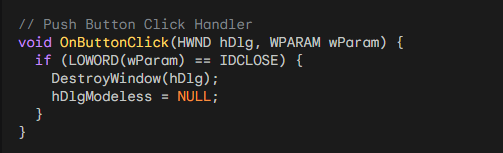 // Push Button Click Handler
void OnButtonClick(HWND hDlg, WPARAM wParam) {
  if (LOWORD(wParam) == IDCLOSE) {
    DestroyWindow(hDlg);
    hDlgModeless = NULL;
  }
}